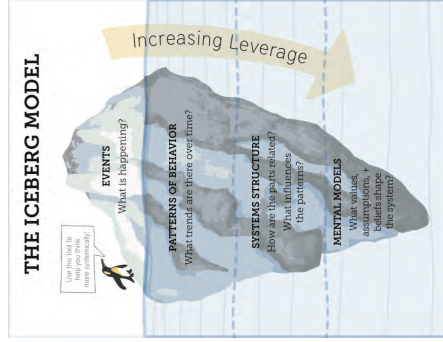 THE ICEBERG MODEL
Increasing Leverage
Use this tool to
help you think
more systemically!
EVENTS
What is happening?
PATTERNS OF BEHAVIOR
What trends are there over time?
SYSTEMS STRUCTURE
How are the parts related?
What influences
the patterns?
MENTAL MODELS
What values,
assumptions, +
beliefs shape
the system?